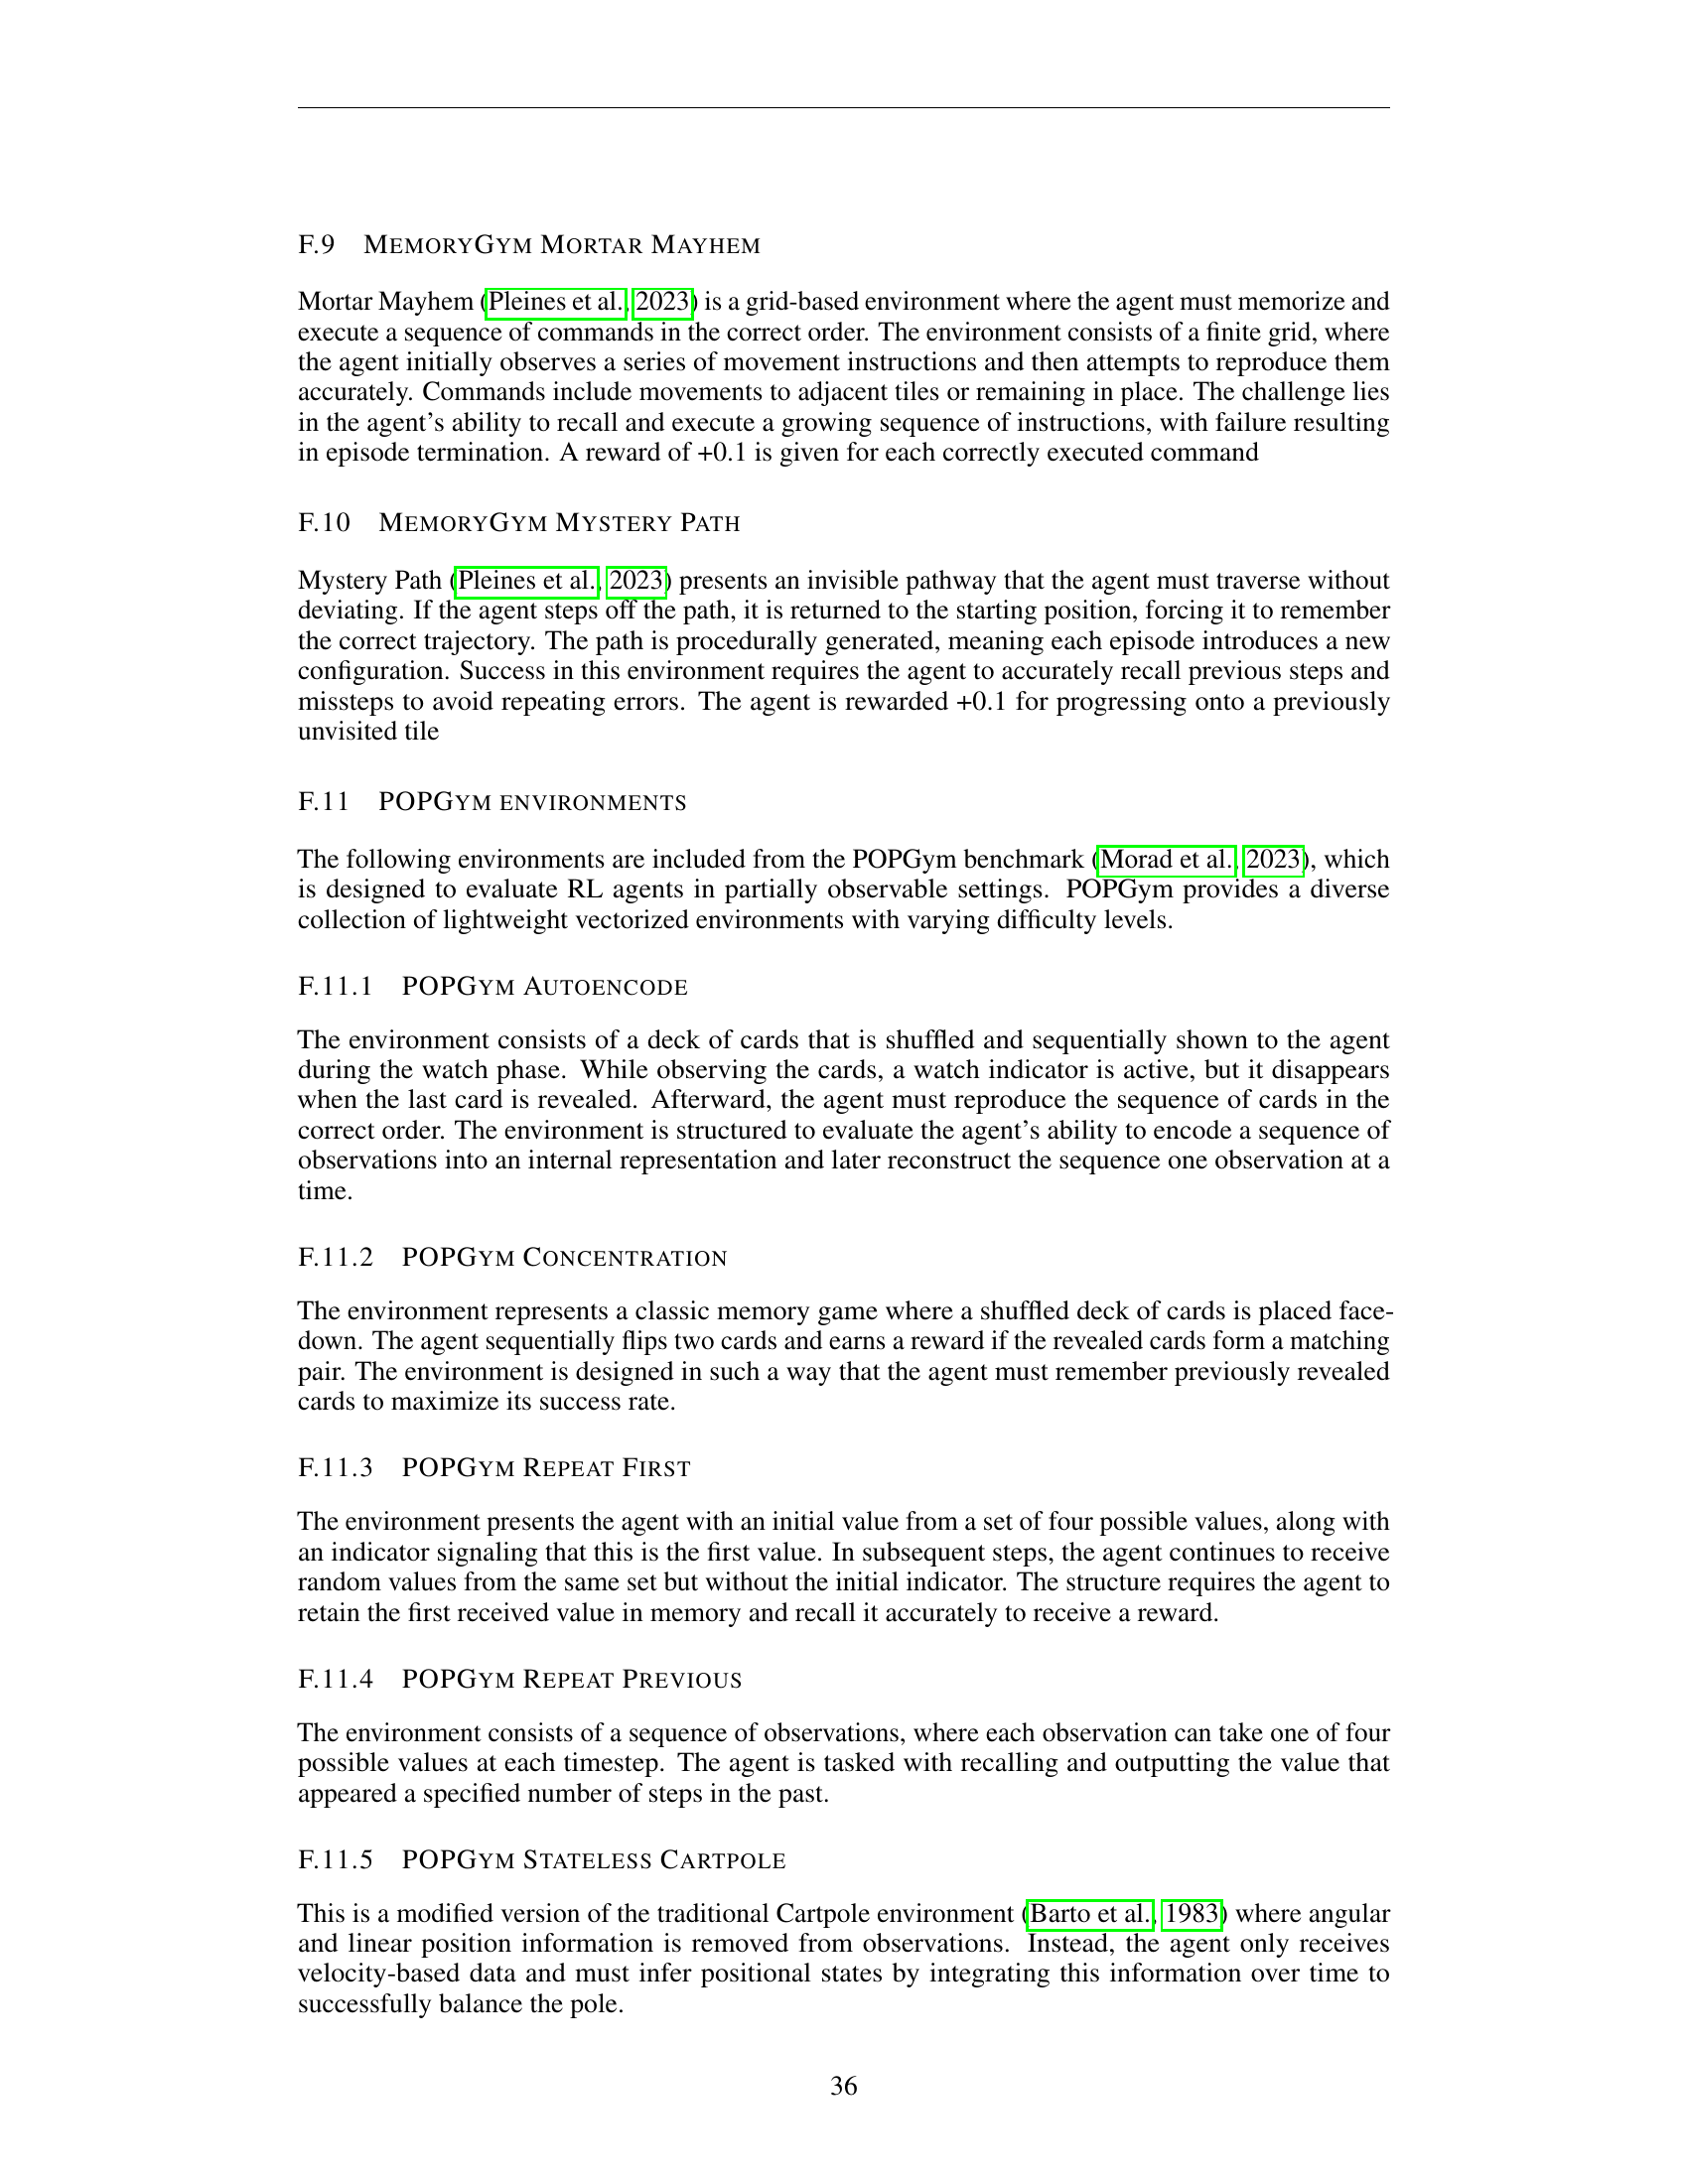 F.9 MEMORYGYM MORTAR MAYHEM
Mortar Mayhem (Pleines et al., 2023) is a grid-based environment where the agent must memorize and
execute a sequence of commands in the correct order. The environment consists of a finite grid, where
the agent initially observes a series of movement instructions and then attempts to reproduce them
accurately. Commands include movements to adjacent tiles or remaining in place. The challenge lies
in the agent's ability to recall and execute a growing sequence of instructions, with failure resulting
in episode termination. A reward of +0.1 is given for each correctly executed command
F.10 MEMORYGYM MYSTERY PATH
Mystery Path (Pleines et al., 2023) presents an invisible pathway that the agent must traverse without
deviating. If the agent steps off the path, it is returned to the starting position, forcing it to remember
the correct trajectory. The path is procedurally generated, meaning each episode introduces a new
configuration. Success in this environment requires the agent to accurately recall previous steps and
missteps to avoid repeating errors. The agent is rewarded +0.1 for progressing onto a previously
unvisited tile
F.11 POPGYM ENVIRONMENTS
The following environments are included from the POPGym benchmark (Morad et al., 2023), which
is designed to evaluate RL agents in partially observable settings. POPGym provides a diverse
collection of lightweight vectorized environments with varying difficulty levels.
F.11.1 POPGYM AUTOENCODE
The environment consists of a deck of cards that is shuffled and sequentially shown to the agent
during the watch phase. While observing the cards, a watch indicator is active, but it disappears
when the last card is revealed. Afterward, the agent must reproduce the sequence of cards in the
correct order. The environment is structured to evaluate the agent's ability to encode a sequence of
observations into an internal representation and later reconstruct the sequence one observation at a
time.
F.11.2 POPGYM CONCENTRATION
The environment represents a classic memory game where a shuffled deck of cards is placed face-
down. The agent sequentially flips two cards and earns a reward if the revealed cards form a matching
pair. The environment is designed in such a way that the agent must remember previously revealed
cards to maximize its success rate.
F.11.3 POPGYM REPEAT FIRST
The environment presents the agent with an initial value from a set of four possible values, along with
an indicator signaling that this is the first value. In subsequent steps, the agent continues to receive
random values from the same set but without the initial indicator. The structure requires the agent to
retain the first received value in memory and recall it accurately to receive a reward.
F.11.4 POPGYM REPEAT PREVIOUS
The environment consists of a sequence of observations, where each observation can take one of four
possible values at each timestep. The agent is tasked with recalling and outputting the value that
appeared a specified number of steps in the past.
F.11.5 POPGYM STATELESS CARTPOLE
This is a modified version of the traditional Cartpole environment (Barto et al., 1983) where angular
and linear position information is removed from observations. Instead, the agent only receives
velocity-based data and must infer positional states by integrating this information over time to
successfully balance the pole.
36